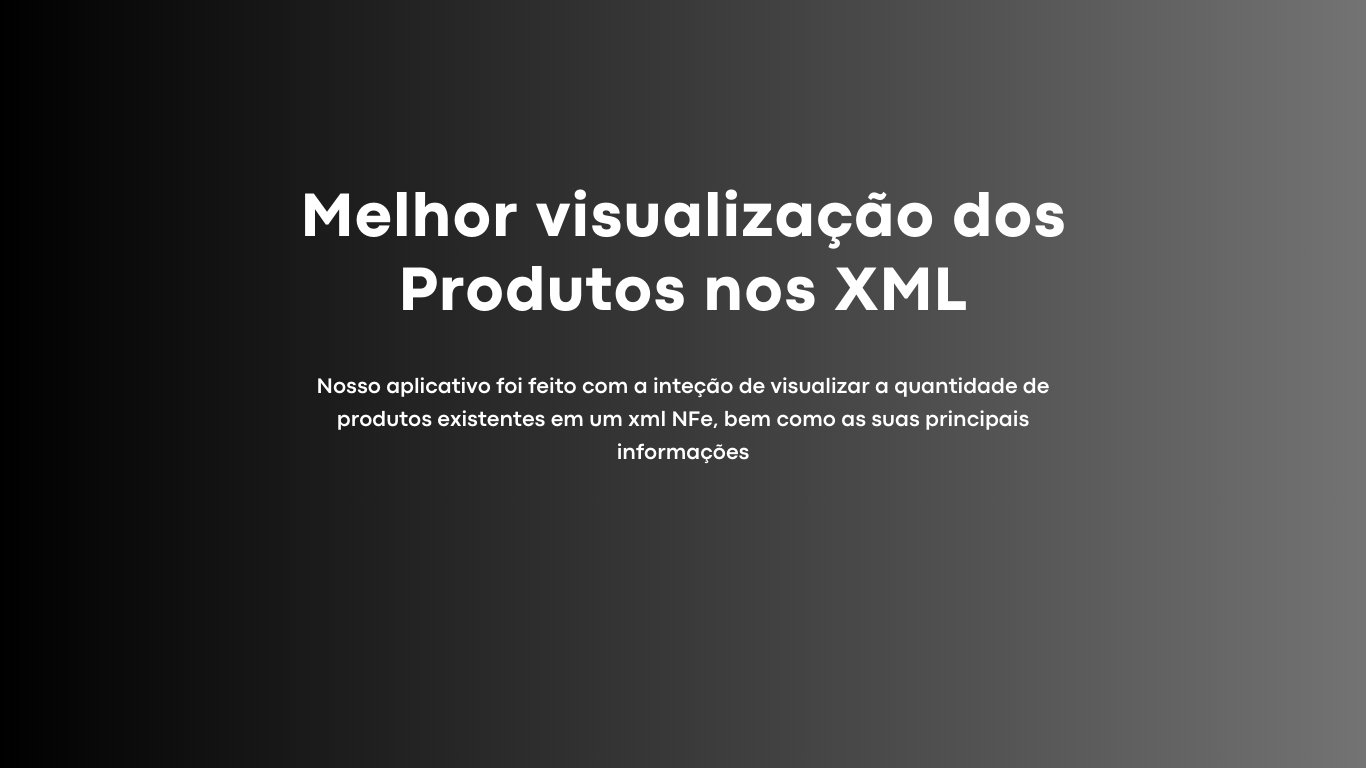 Melhor visualização dos
Produtos nos XML
Nosso aplicativo foi feito com a inteção de visualizar a quantidade de
produtos existentes em um xml NFe, bem como as suas principais
informações